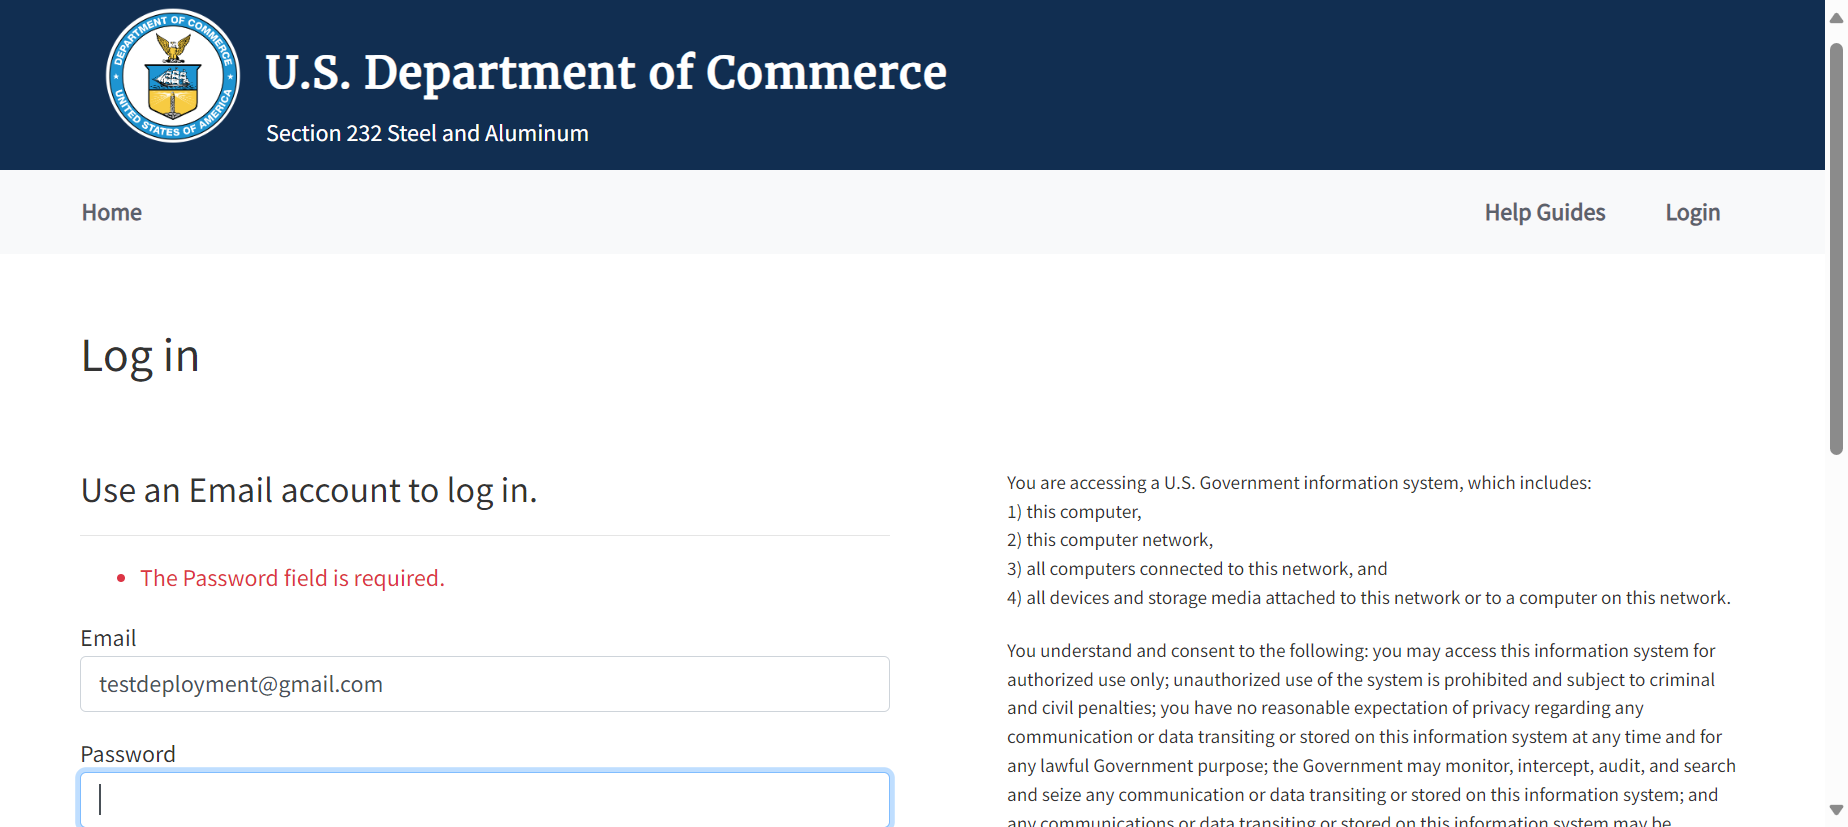 DEPARTMENT OF COMMERCE
UNITED STATES OF AMERICA
U.S. Department of Commerce
Section 232 Steel and Aluminum
Home
Help Guides
Login
Log in
Use an Email account to log in.
The Password field is required.
Email
testdeployment@gmail.com
Password
You are accessing a U.S. Government information system, which includes:
1) this computer,
2) this computer network,
3) all computers connected to this network, and
4) all devices and storage media attached to this network or to a computer on this network.
You understand and consent to the following: you may access this information system for
authorized use only; unauthorized use of the system is prohibited and subject to criminal
and civil penalties; you have no reasonable expectation of privacy regarding any
communication or data transiting or stored on this information system at any time and for
any lawful Government purpose; the Government may monitor, intercept, audit, and search
and seize any communication or data transiting or stored on this information system; and
any communications or data transiting or stored on this information system may be